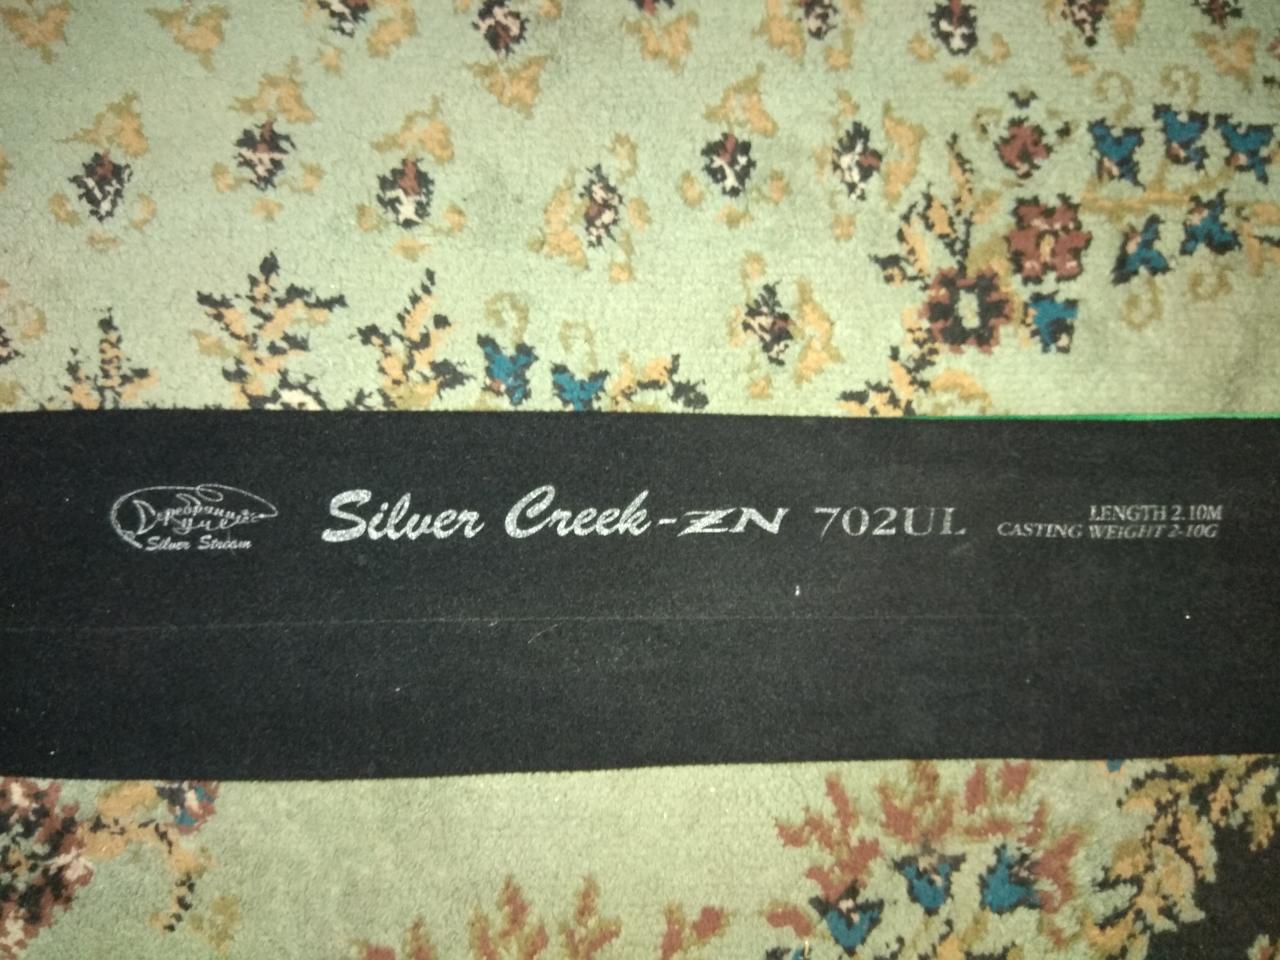 Серебряный
Ручей
Silver Stream
Silver Creek-ZN 702UL
LENGTH 2.10M
CASTING WEIGHT 2-10G